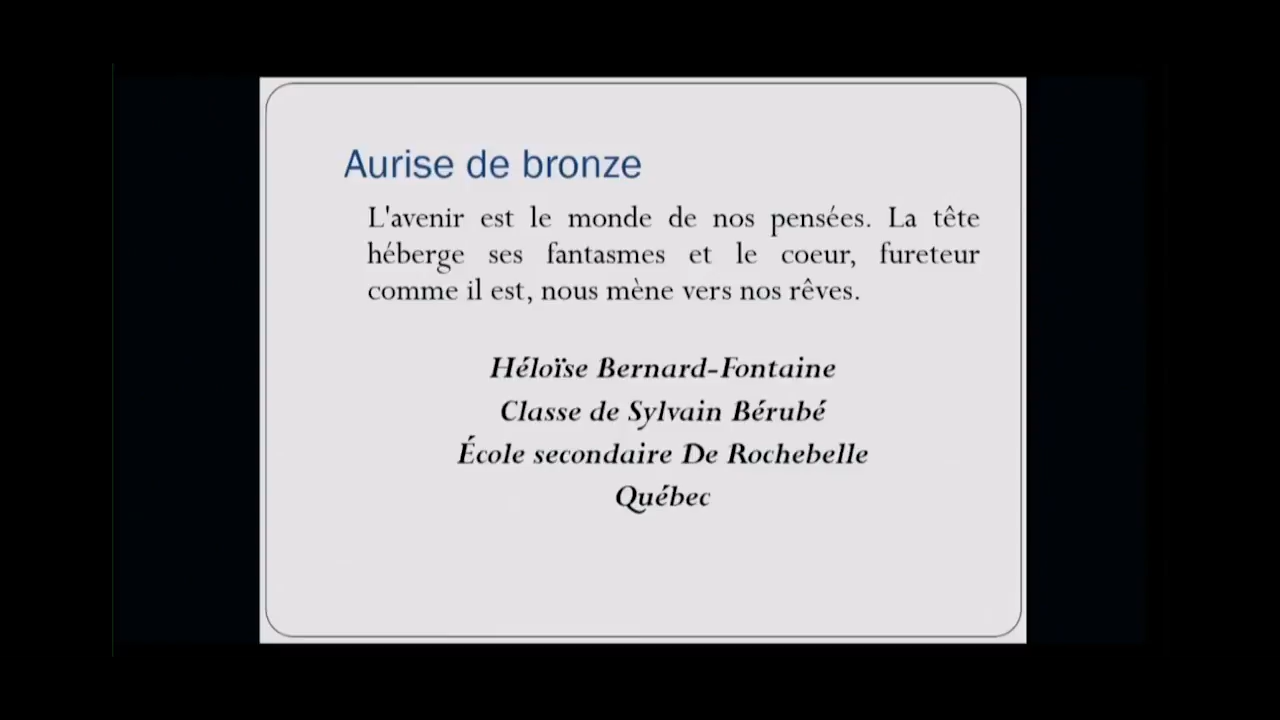 Aurise de bronze
L'avenir est le monde de nos pensées. La tête
héberge ses fantasmes et le coeur, fureteur
comme il est, nous mène vers nos rêves.
Héloïse Bernard-Fontaine
Classe de Sylvain Bérubé
École secondaire De Rochebelle
Québec